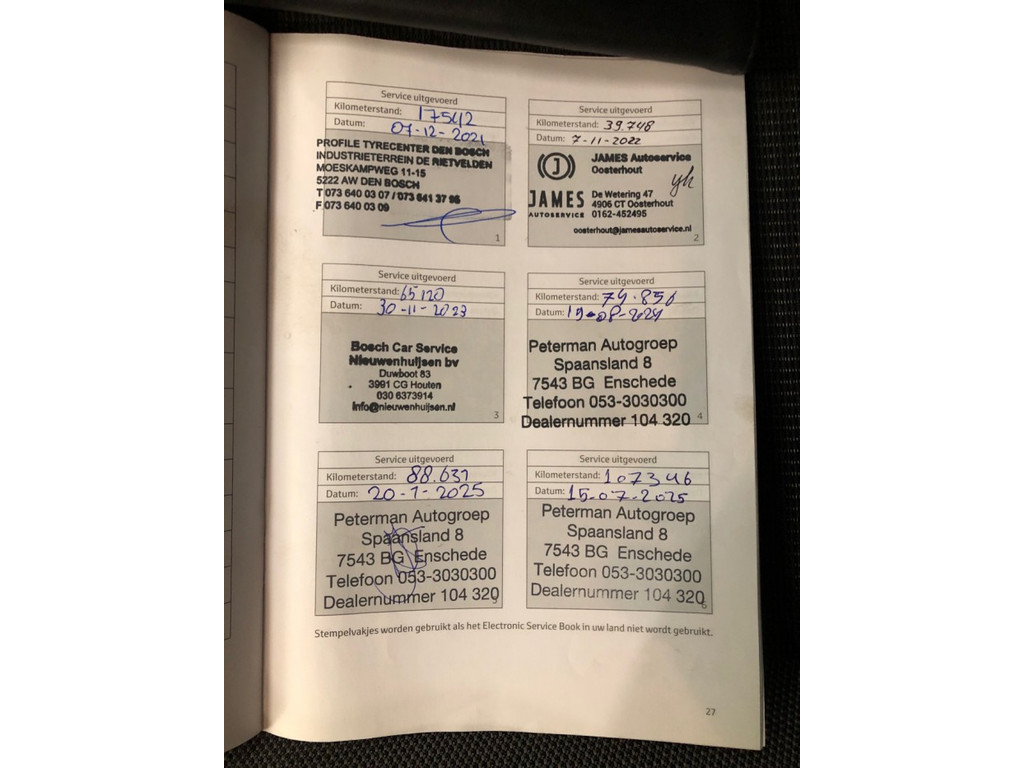 Service uitgevoerd
Kilometerstand: 17542
Datum: 07-12-2021
PROFILE TYRECENTER DEN BOSCH
INDUSTRIETERREIN DE RIETVELDEN
MOESKAMPWEG 11-15
5222 AW DEN BOSCH
T 073 640 03 07 / 073 641 37 98
F 073 640 03 09
1
Service uitgevoerd
Kilometerstand: 39.748
Datum: 7-11-2022
JAMES Autoservice
Oosterhout
J
JAMES
AUTOSERVICE
De Wetering 47
4906 CT Oosterhout
0162-452495
oosterhout@jamesautoservice.nl
2
Service uitgevoerd
Kilometerstand: 65120
Datum: 30-11-2023
Bosch Car Service
Nieuwenhuijsen bv
Duwboot 83
3991 CG Houten
030 6373914
info@nieuwenhuijsen.nl
3
Service uitgevoerd
Kilometerstand: 74.850
Datum: 19-08-2024
Peterman Autogroep
Spaansland 8
7543 BG Enschede
Telefoon 053-3030300
Dealernummer 104 320
4
Service uitgevoerd
Kilometerstand: 88.631
Datum: 20-1-2025
Peterman Autogroep
Spaansland 8
7543 BG Enschede
Telefoon 053-3030300
Dealernummer 104 320
5
Service uitgevoerd
Kilometerstand: 107346
Datum: 15-07-2025
Peterman Autogroep
Spaansland 8
7543 BG Enschede
Telefoon 053-3030300
Dealernummer 104 320
6
Stempelvakjes worden gebruikt als het Electronic Service Book in uw land niet wordt gebruikt.
27